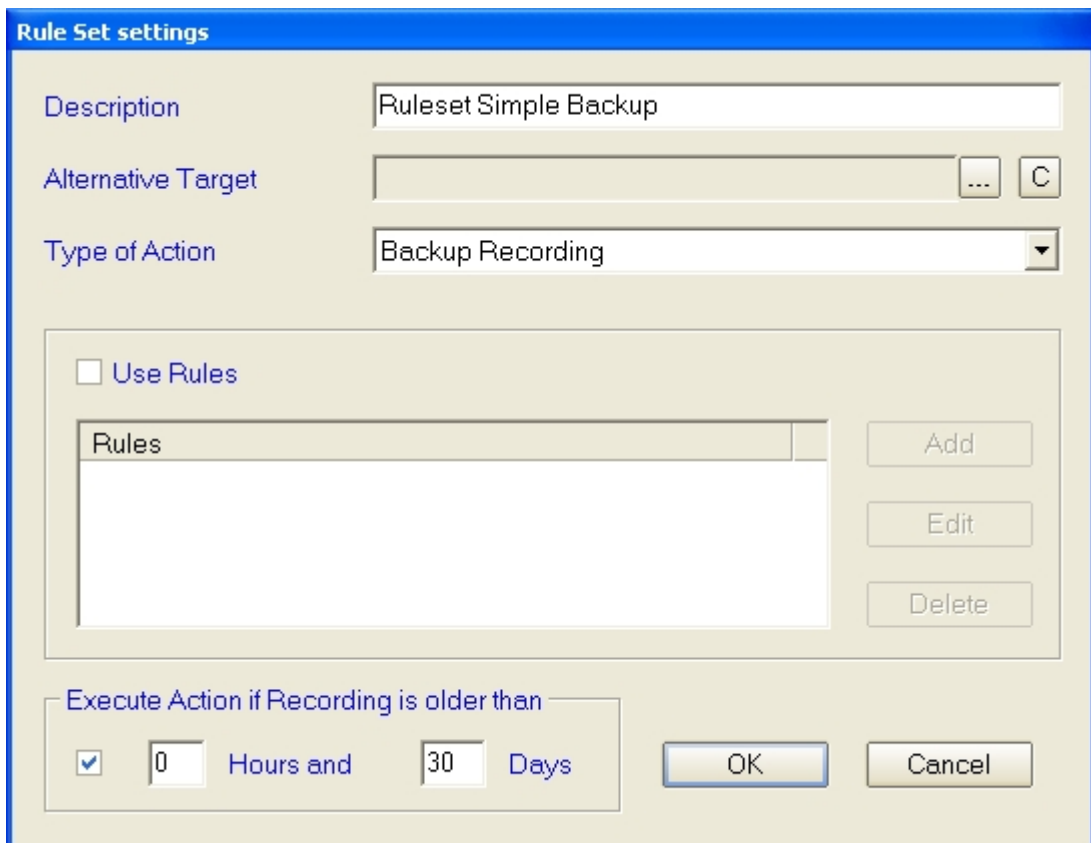 Rule Set settings
Description Ruleset Simple Backup
Alternative Target ... C
Type of Action Backup Recording
Use Rules
Rules Add
Edit
Delete
Execute Action if Recording is older than
0 Hours and 30 Days OK Cancel